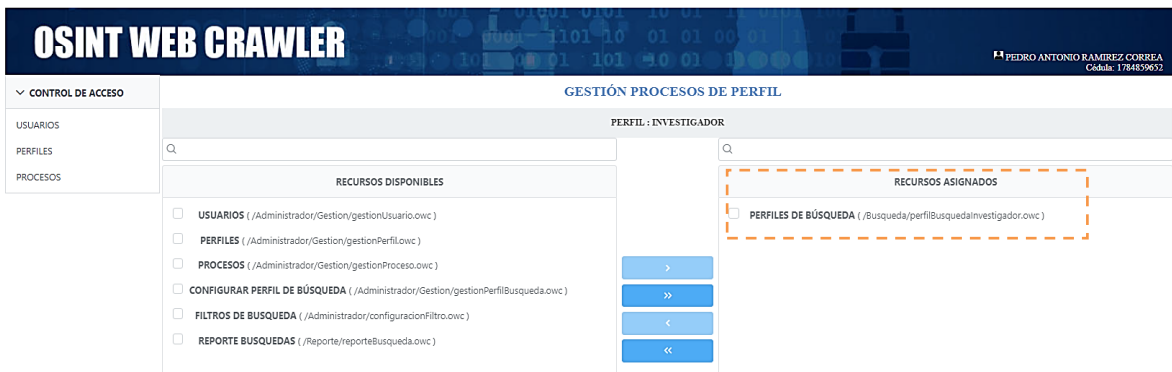 OSINT WEB CRAWLER
PEDRO ANTONIO RAMIREZ CORREA
Cédula: 1784859652
CONTROL DE ACCESO
USUARIOS
PERFILES
PROCESOS
GESTIÓN PROCESOS DE PERFIL
PERFIL : INVESTIGADOR
RECURSOS DISPONIBLES
USUARIOS ( /Administrador/Gestion/gestionUsuario.owc )
PERFILES ( /Administrador/Gestion/gestionPerfil.owc )
PROCESOS ( /Administrador/Gestion/gestionProceso.owc )
CONFIGURAR PERFIL DE BÚSQUEDA ( /Administrador/Gestion/gestionPerfilBusqueda.owc )
FILTROS DE BUSQUEDA ( /Administrador/configuracionFiltro.owc )
REPORTE BUSQUEDAS ( /Reporte/reporteBusqueda.owc )
RECURSOS ASIGNADOS
PERFILES DE BÚSQUEDA ( /Busqueda/perfilBusquedaInvestigador.owc )